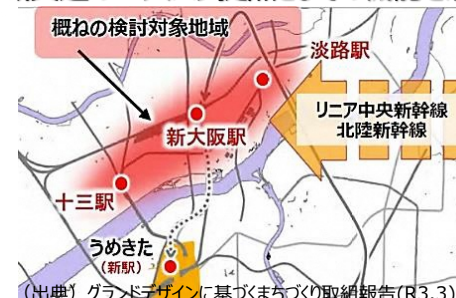 概ねの検討対象地域
淡路駅
リニア中央新幹線
北陸新幹線
新大阪駅
十三駅
うめきた
(新駅)
(出典) グランドデザインに基づくまちづくり取組報告(R3.3)